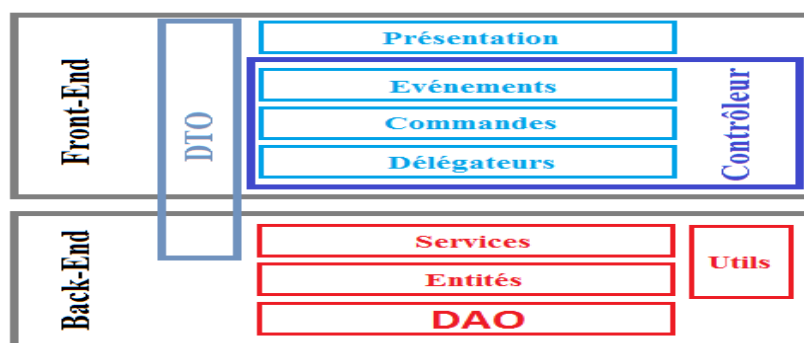 Front-End
DTO
Présentation
Evénements
Commandes
Délégateurs
Contrôleur
Back-End
Services
Entités
DAO
Utils